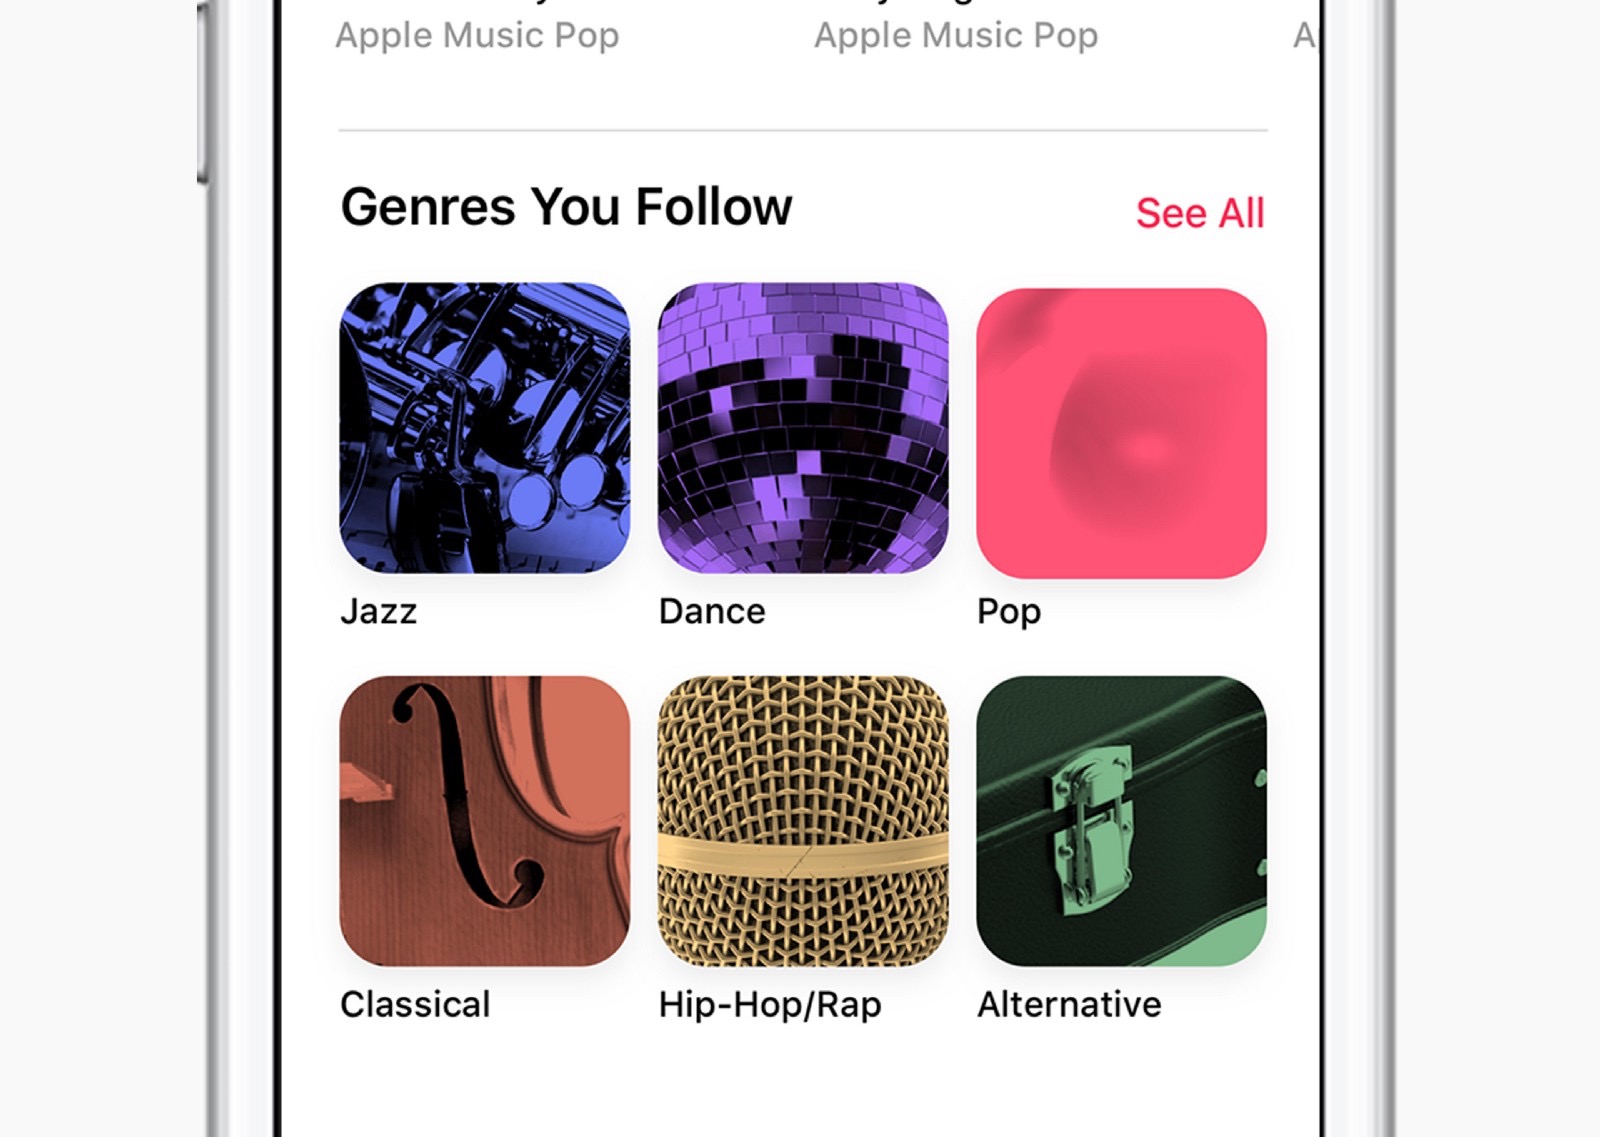 Apple Music Pop
Apple Music Pop
Genres You Follow
See All
Jazz
Dance
Pop
Classical
Hip-Hop/Rap
Alternative